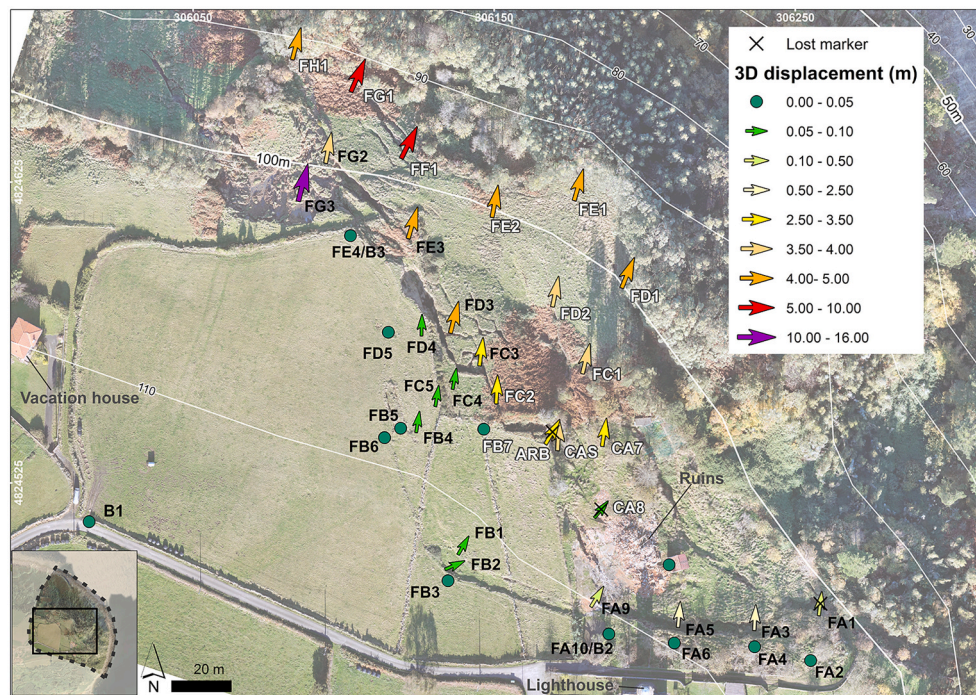 306050
306150
306250
40
30
70
80
90
50m
60
100m
110
4824625
4824525
Lost marker
3D displacement (m)
0.00 - 0.05
0.05 - 0.10
0.10 - 0.50
0.50 - 2.50
2.50 - 3.50
3.50 - 4.00
4.00- 5.00
5.00 - 10.00
10.00 - 16.00
FH1
FG1
FG2
FF1
FG3
FE1
FE2
FE3
FE4/B3
FD1
FD2
FD3
FD4
FD5
FC3
FC1
FC5
FC4
FC2
FB5
FB4
FB6
FB7
ARB
CAS
CA7
Vacation house
Ruins
CA8
B1
FB1
FB2
FB3
FA9
FA10/B2
FA5
FA6
FA3
FA4
FA1
FA2
N
20 m
Lighthouse